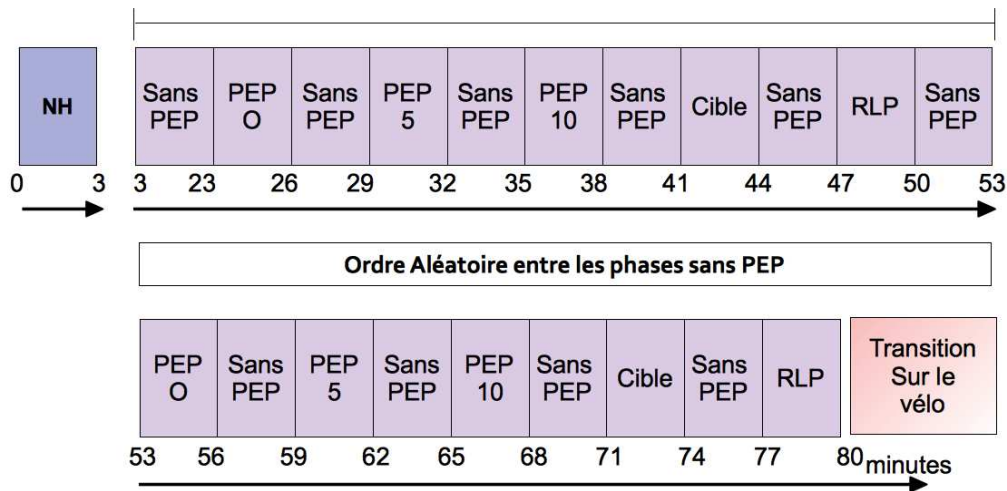 NH
Sans PEP
PEP O
Sans PEP
PEP 5
Sans PEP
PEP 10
Sans PEP
Cible
Sans PEP
RLP
Sans PEP
0 3 3 23 26 29 32 35 38 41 44 47 50 53
Ordre Aléatoire entre les phases sans PEP
PEP O
Sans PEP
PEP 5
Sans PEP
PEP 10
Sans PEP
Cible
Sans PEP
RLP
Transition
Sur le
vélo
53 56 59 62 65 68 71 74 77 80 minutes